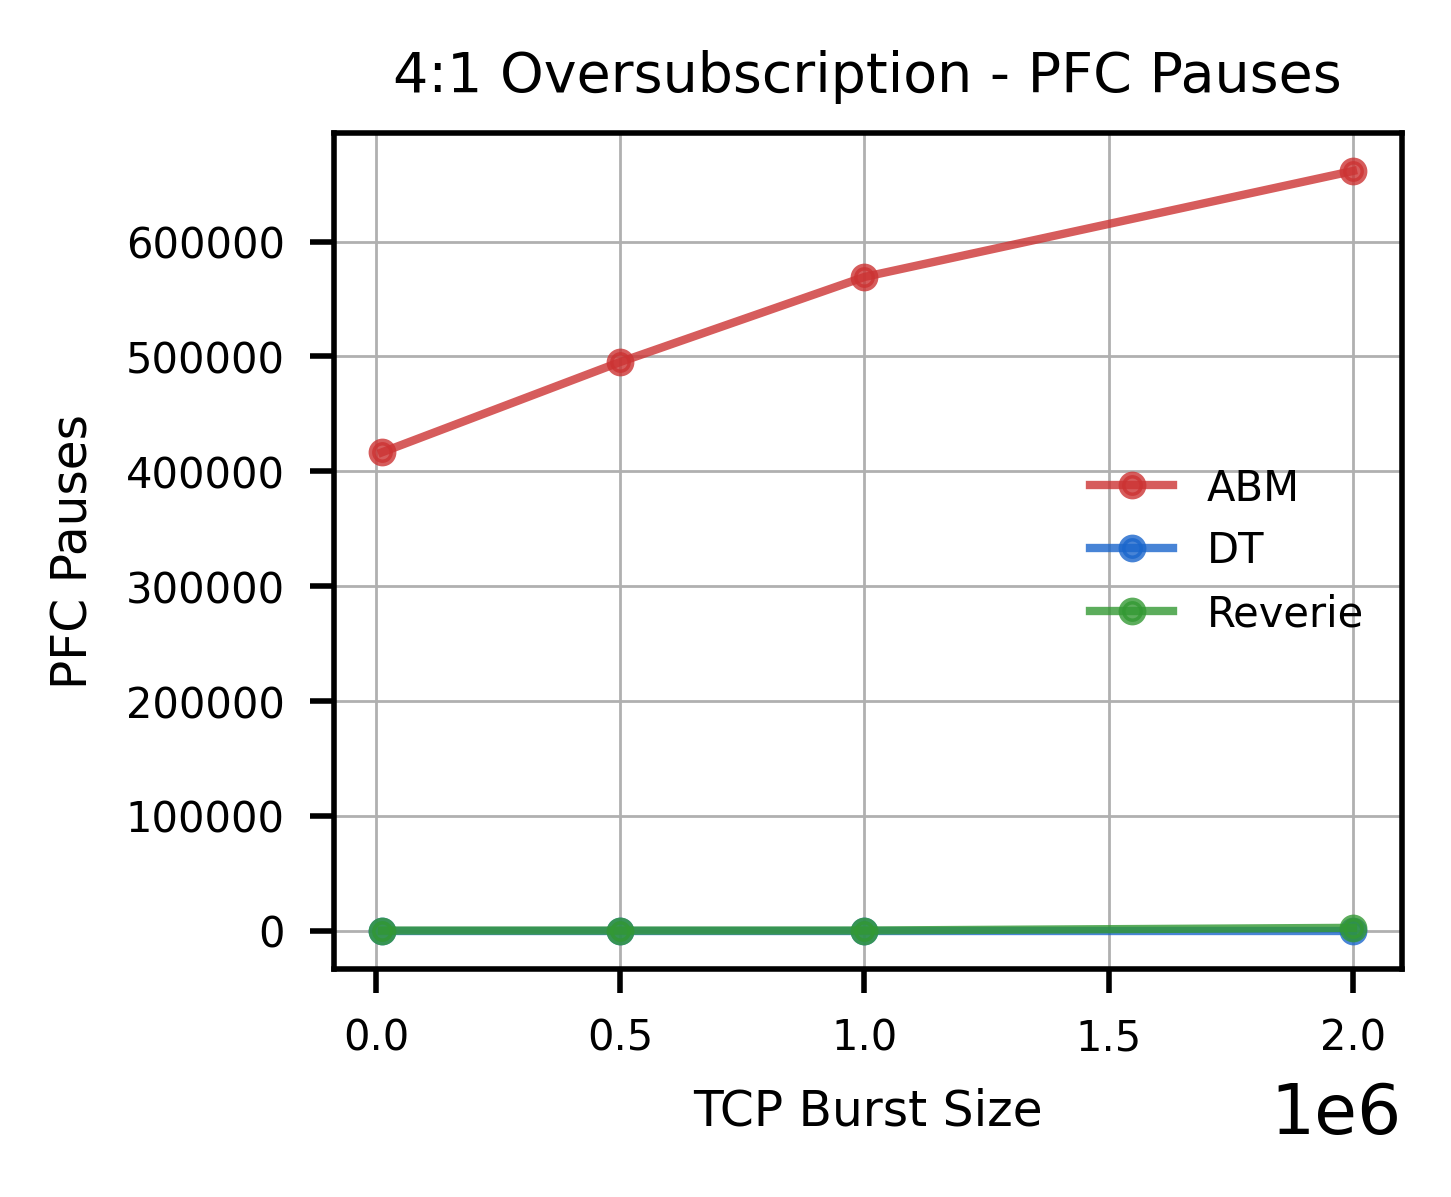 4:1 Oversubscription - PFC Pauses
PFC Pauses
600000
500000
400000
300000
200000
100000
0
ABM
DT
Reverie
0.0 0.5 1.0 1.5 2.0
TCP Burst Size
1e6